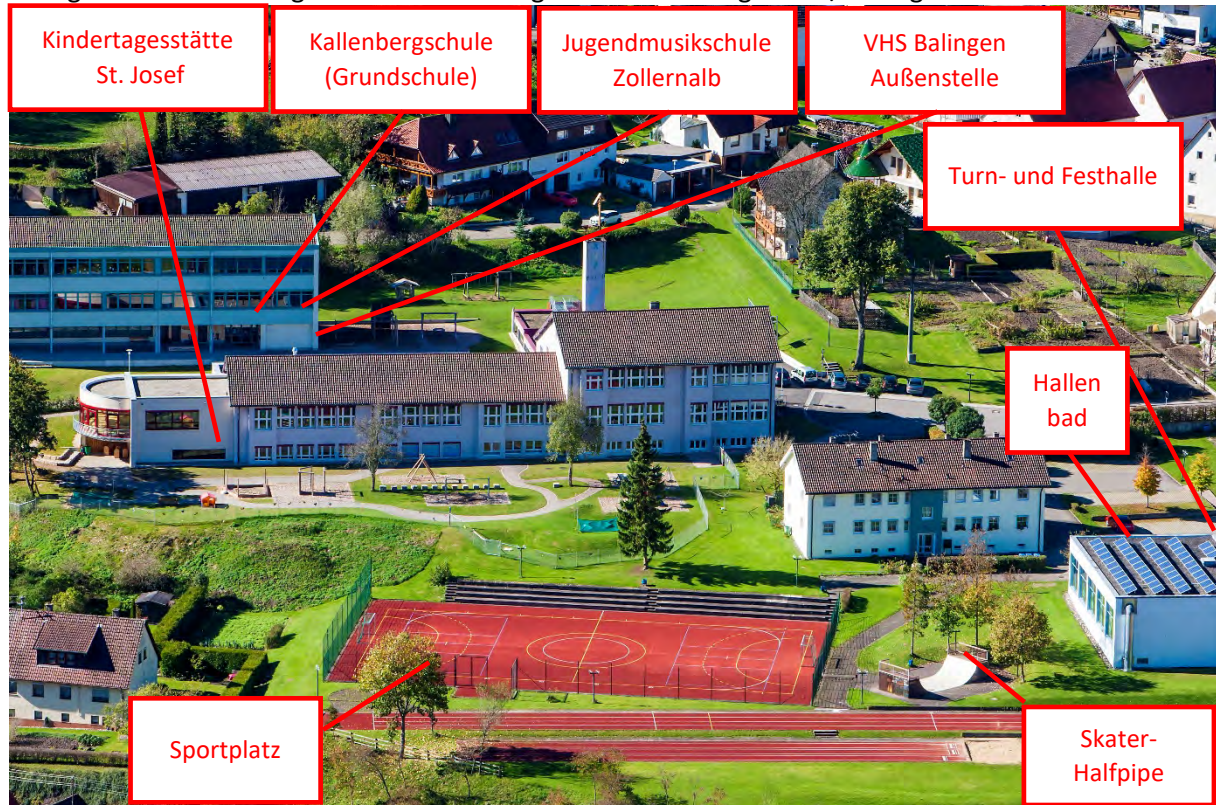 Kindertagesstätte
St. Josef
Kallenbergschule
(Grundschule)
Jugendmusikschule
Zollernalb
VHS Balingen
Außenstelle
Turn- und Festhalle
Hallen
bad
Sportplatz
Skater-
Halfpipe